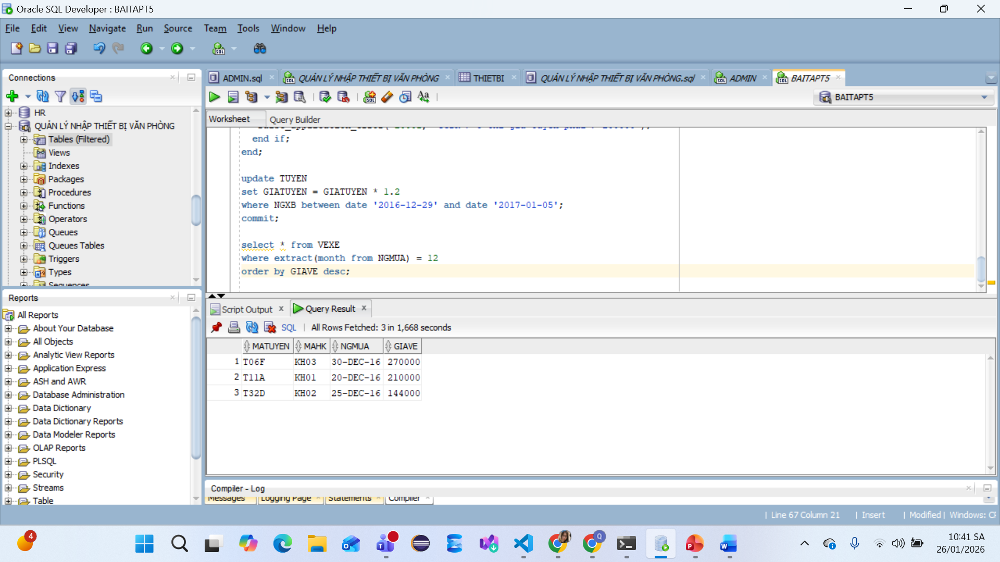 Oracle SQL Developer : BAITAPT5
File Edit View Navigate Run Source Team Tools Window Help
Connections
HR
QUẢN LÝ NHẬP THIẾT BỊ VĂN PHÒNG
Tables (Filtered)
Views
Indexes
Packages
Procedures
Functions
Operators
Queues
Queues Tables
Triggers
Types
Sequences
Reports
All Reports
About Your Database
All Objects
Analytic View Reports
Application Express
ASH and AWR
Database Administration
Data Dictionary
Data Dictionary Reports
Data Modeler Reports
OLAP Reports
PLSQL
Security
Streams
Table
ADMIN.sql QUẢN LÝ NHẬP THIẾT BỊ VĂN PHÒNG THIETBI QUẢN LÝ NHẬP THIẾT BỊ VĂN PHÒNG.sql ADMIN BAITAPT5
BAITAPT5
Worksheet Query Builder
end if;
end;
update TUYEN
set GIATUYEN = GIATUYEN * 1.2
where NGXB between date '2016-12-29' and date '2017-01-05';
commit;
select * from VEXE
where extract(month from NGMUA) = 12
order by GIAVE desc;
Script Output Query Result
SQL All Rows Fetched: 3 in 1,668 seconds
MATUYEN MAHK NGMUA GIAVE
1 T06F KH03 30-DEC-16 270000
2 T11A KH01 20-DEC-16 210000
3 T32D KH02 25-DEC-16 144000
Compiler - Log
Messages Logging Page Statements Compiler
Line 67 Column 21 Insert Modified Windows: CF
4
10:41 SA
26/01/2026